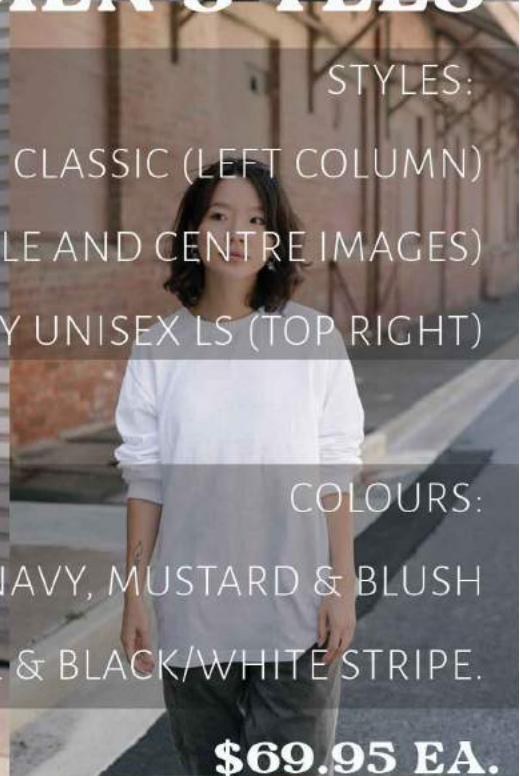 STYLES:
CLASSIC (LEFT COLUMN)
AND CENTRE IMAGES)
UNISEX LS (TOP RIGHT)
COLOURS:
NAVY, MUSTARD & BLUSH
& BLACK/WHITE STRIPE.
$69.95 EA.